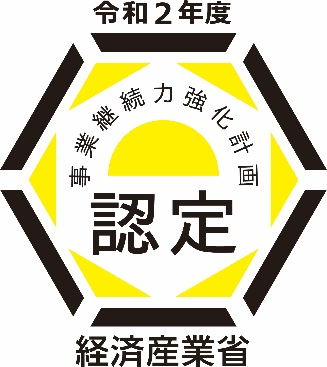 令和２年度
事業継続力強化計画
認定
経済産業省